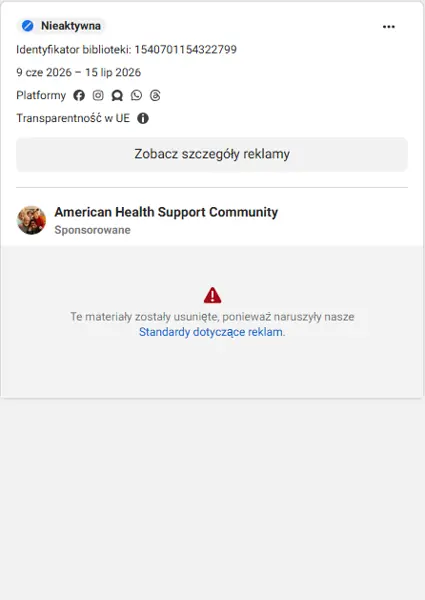 Nieaktywna
Identyfikator biblioteki: 1540701154322799
9 cze 2026 – 15 lip 2026
Platformy
Transparentność w UE
Zobacz szczegóły reklamy
American Health Support Community
Sponsorowane
Te materiały zostały usunięte, ponieważ naruszyły nasze
Standardy dotyczące reklam.